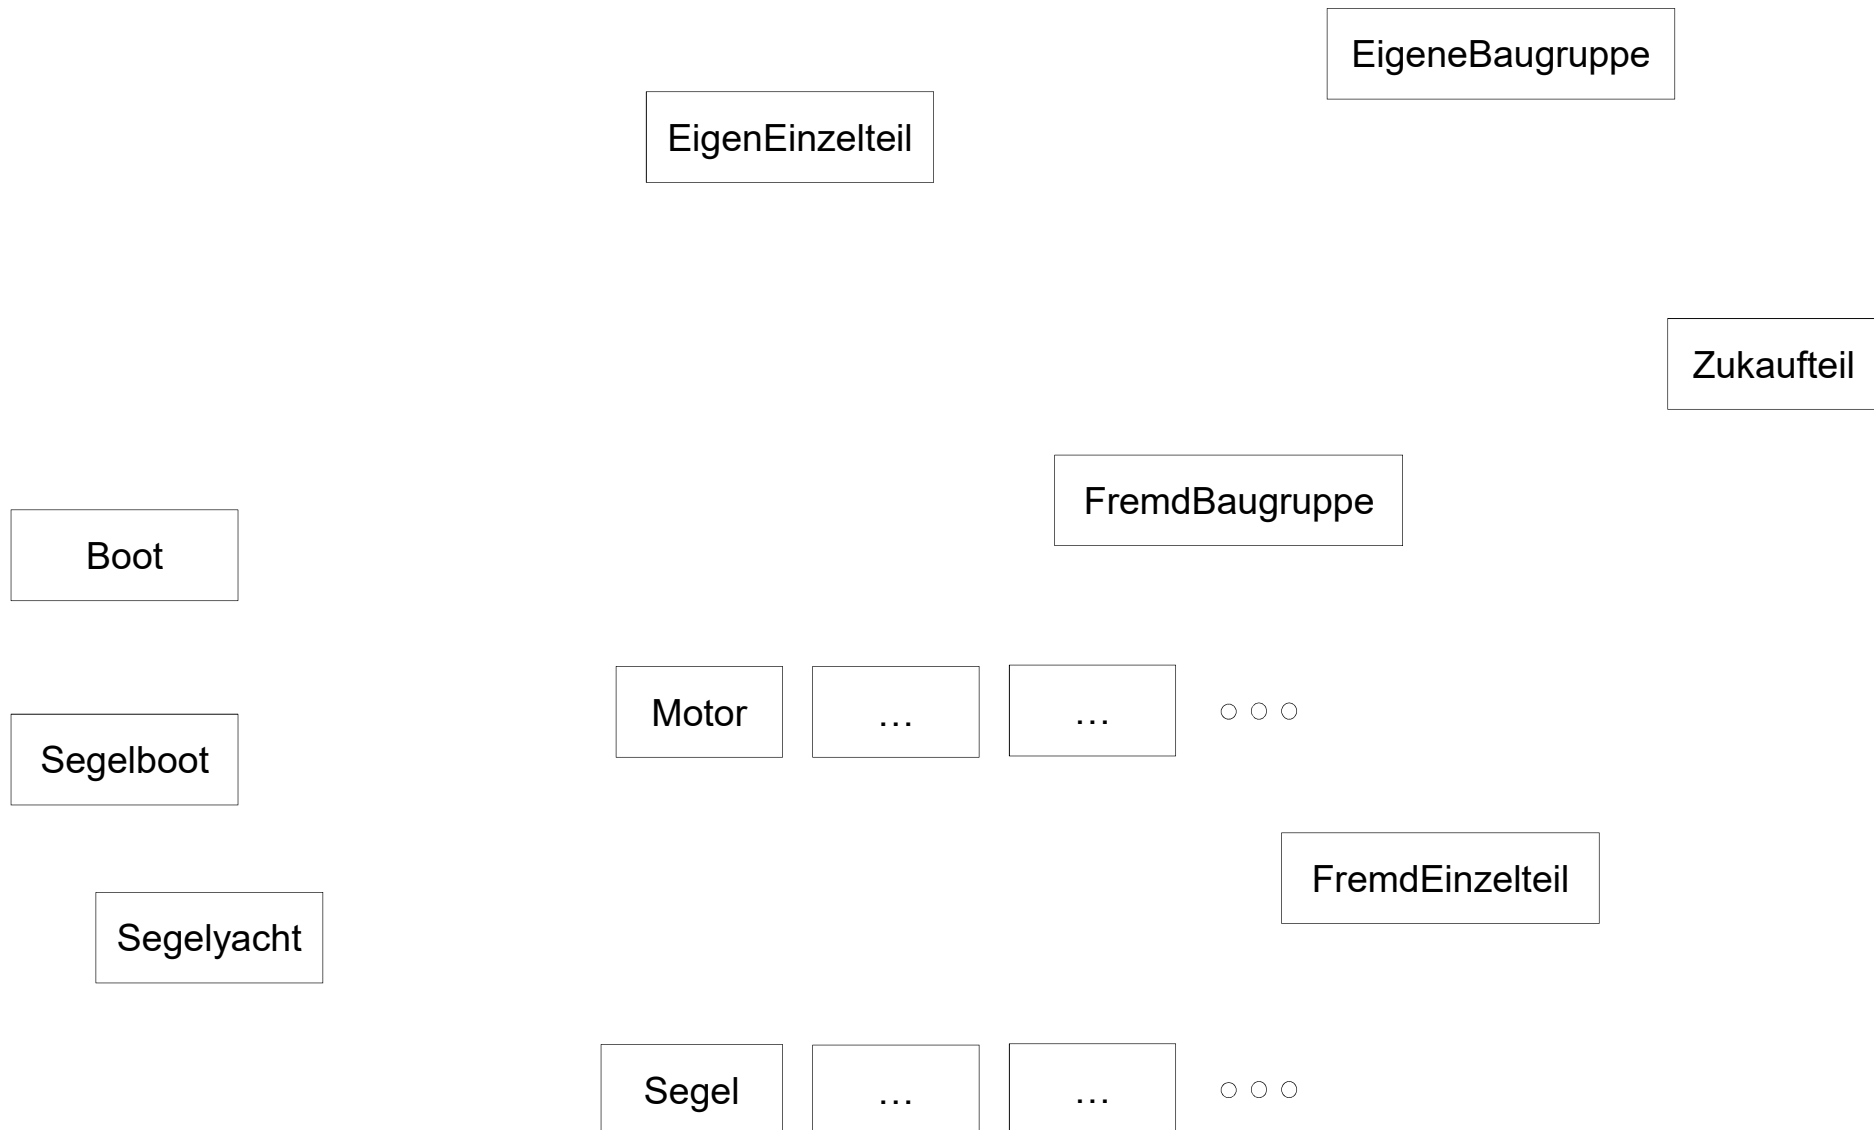 EigeneBaugruppe
EigenEinzelteil
Zukaufteil
FremdBaugruppe
Boot
Motor
...
...
Segelboot
FremdEinzelteil
Segelyacht
Segel
...
...